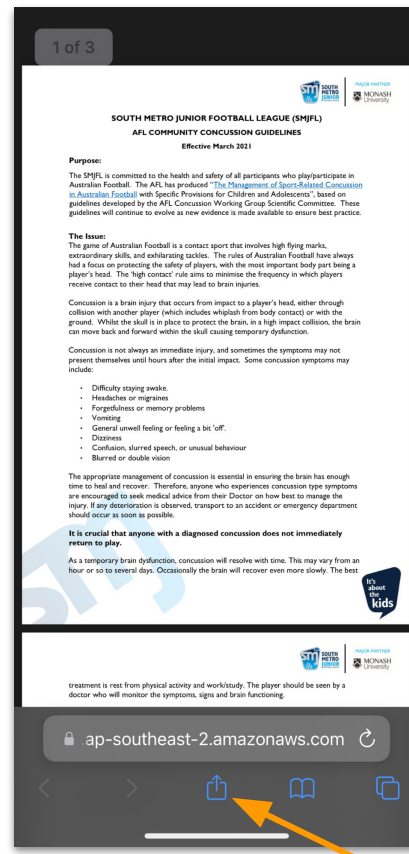 1 of 3
smj SOUTH METRO JUNIOR
MAJOR PARTNER
MONASH University
SOUTH METRO JUNIOR FOOTBALL LEAGUE (SMJFL)
AFL COMMUNITY CONCUSSION GUIDELINES
Effective March 2021
Purpose:
The SMJFL is committed to the health and safety of all participants who play/participate in
Australian Football. The AFL has produced “The Management of Sport-Related Concussion
in Australian Football with Specific Provisions for Children and Adolescents”, based on
guidelines developed by the AFL Concussion Working Group Scientific Committee. These
guidelines will continue to evolve as new evidence is made available to ensure best practice.
The Issue:
The game of Australian Football is a contact sport that involves high flying marks,
extraordinary skills, and exhilarating tackles. The rules of Australian Football have always
had a focus on protecting the safety of players, with the most important body part being a
player's head. The 'high contact' rule aims to minimise the frequency in which players
receive contact to their head that may lead to brain injuries.
Concussion is a brain injury that occurs from impact to a player's head, either through
collision with another player (which includes whiplash from body contact) or with the
ground. Whilst the skull is in place to protect the brain, in a high impact collision, the brain
can move back and forward within the skull causing temporary dysfunction.
Concussion is not always an immediate injury, and sometimes the symptoms may not
present themselves until hours after the initial impact. Some concussion symptoms may
include:
• Difficulty staying awake.
• Headaches or migraines
• Forgetfulness or memory problems
• Vomiting
• General unwell feeling or feeling a bit 'off'.
• Dizziness
• Confusion, slurred speech, or unusual behaviour
• Blurred or double vision
The appropriate management of concussion is essential in ensuring the brain has enough
time to heal and recover. Therefore, anyone who experiences concussion type symptoms
are encouraged to seek medical advice from their Doctor on how best to manage the
injury. If any deterioration is observed, transport to an accident or emergency department
should occur as soon as possible.
It is crucial that anyone with a diagnosed concussion does not immediately
return to play.
As a temporary brain dysfunction, concussion will resolve with time. This may vary from an
hour or so to several days. Occasionally the brain will recover even more slowly. The best
smj
It's
about
the
kids
smj SOUTH METRO JUNIOR
MAJOR PARTNER
MONASH University
treatment is rest from physical activity and work/study. The player should be seen by a
doctor who will monitor the symptoms, signs and brain functioning.
.ap-southeast-2.amazonaws.com